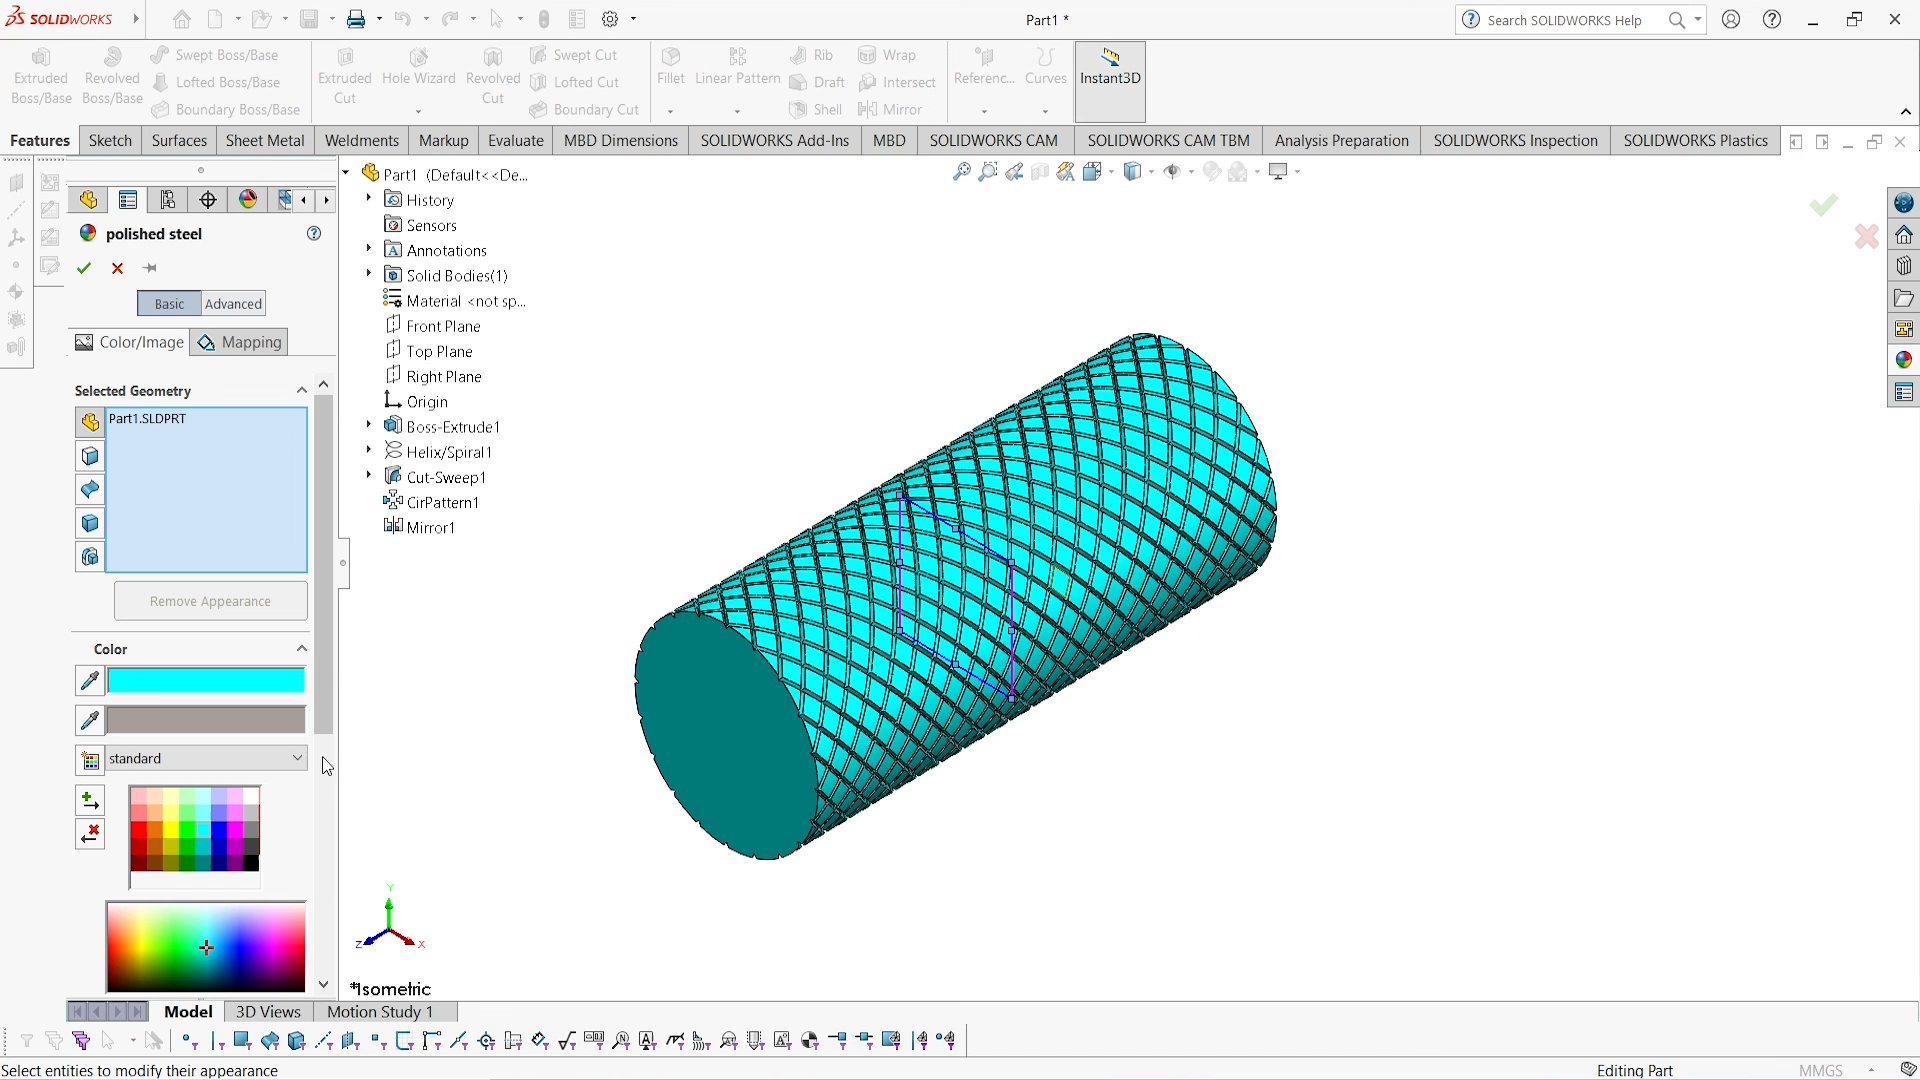 SOLIDWORKS
Part1 *
Search SOLIDWORKS Help
Extruded Boss/Base
Revolved Boss/Base
Swept Boss/Base
Lofted Boss/Base
Boundary Boss/Base
Extruded Cut
Hole Wizard
Revolved Cut
Swept Cut
Lofted Cut
Boundary Cut
Fillet
Linear Pattern
Rib
Draft
Shell
Wrap
Intersect
Mirror
Referenc...
Curves
Instant3D
Features
Sketch
Surfaces
Sheet Metal
Weldments
Markup
Evaluate
MBD Dimensions
SOLIDWORKS Add-Ins
MBD
SOLIDWORKS CAM
SOLIDWORKS CAM TBM
Analysis Preparation
SOLIDWORKS Inspection
SOLIDWORKS Plastics
polished steel
Basic
Advanced
Color/Image
Mapping
Selected Geometry
Part1.SLDPRT
Remove Appearance
Color
standard
Part1 (Default<<De...
History
Sensors
Annotations
Solid Bodies(1)
Material <not sp...
Front Plane
Top Plane
Right Plane
Origin
Boss-Extrude1
Helix/Spiral1
Cut-Sweep1
CirPattern1
Mirror1
Y
Z
X
*Isometric
Model
3D Views
Motion Study 1
Select entities to modify their appearance
Editing Part
MMGS